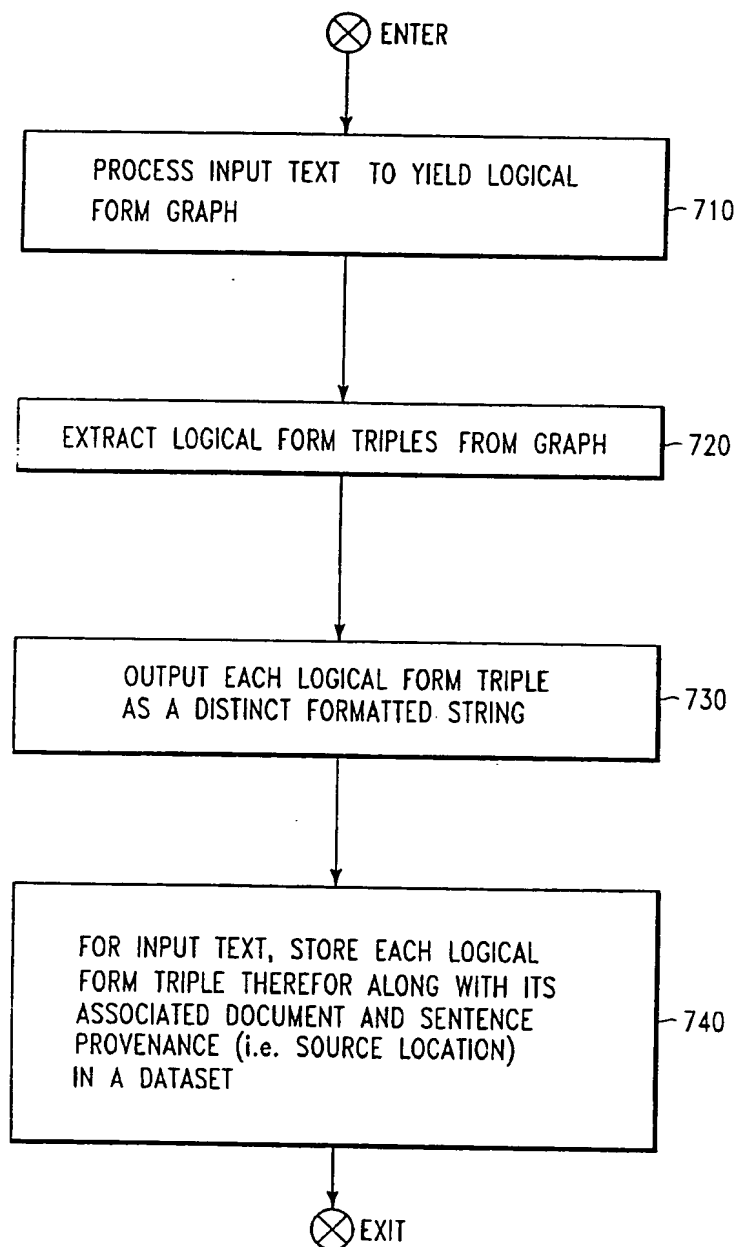 ENTER
PROCESS INPUT TEXT TO YIELD LOGICAL
FORM GRAPH
710
EXTRACT LOGICAL FORM TRIPLES FROM GRAPH
720
OUTPUT EACH LOGICAL FORM TRIPLE
AS A DISTINCT FORMATTED STRING
730
FOR INPUT TEXT, STORE EACH LOGICAL
FORM TRIPLE THEREFOR ALONG WITH ITS
ASSOCIATED DOCUMENT AND SENTENCE
PROVENANCE (i.e. SOURCE LOCATION)
IN A DATASET
740
EXIT